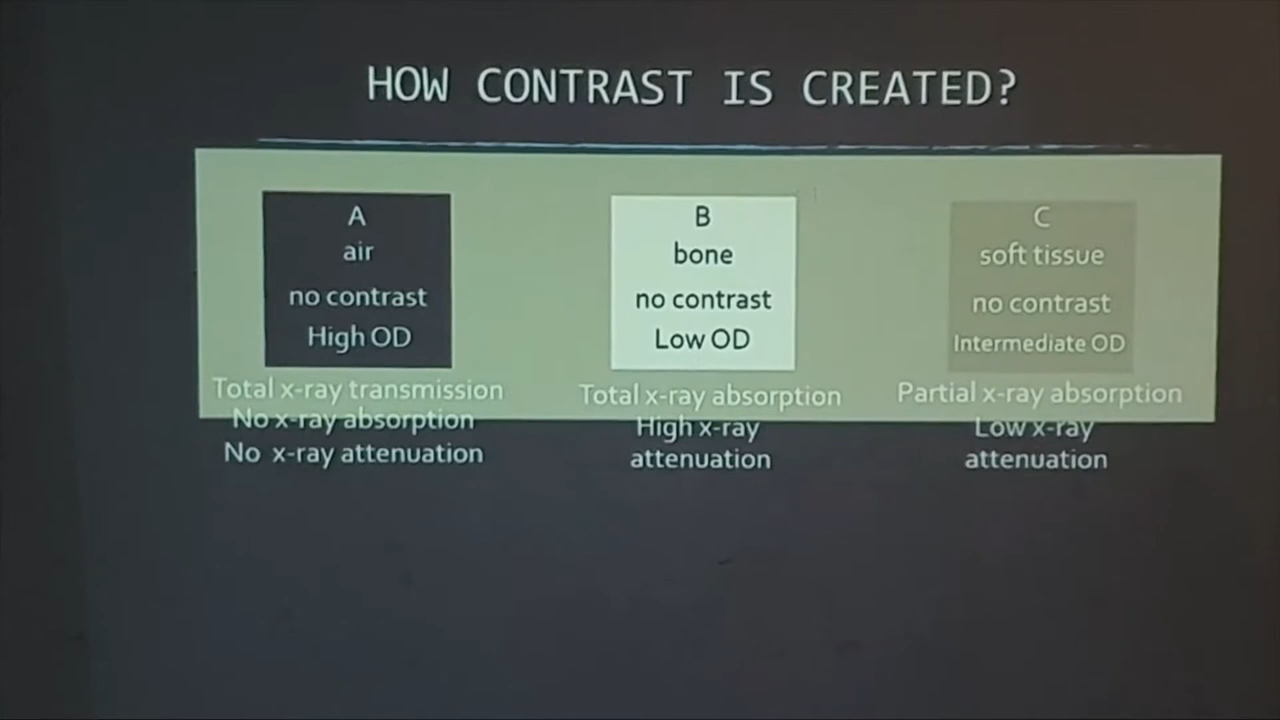 HOW CONTRAST IS CREATED?
A
air
no contrast
High OD
Total x-ray transmission
No x-ray absorption
No x-ray attenuation
B
bone
no contrast
Low OD
Total x-ray absorption
High x-ray
attenuation
C
soft tissue
no contrast
Intermediate OD
Partial x-ray absorption
Low x-ray
attenuation